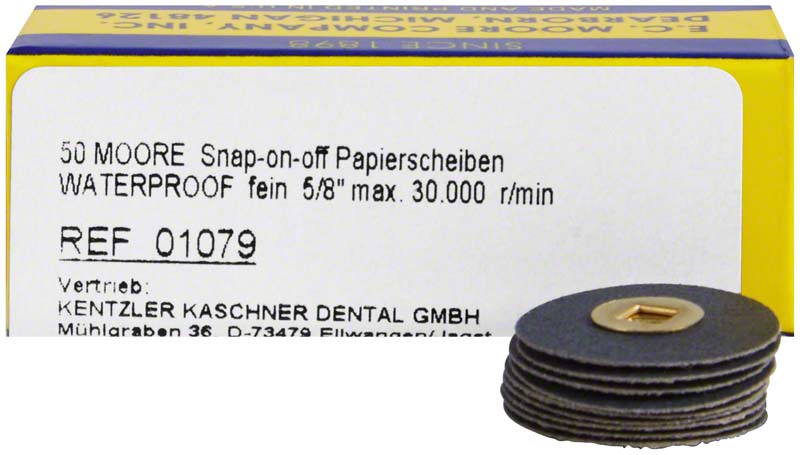 MADE AND PRINTED IN U.S.A.
E.C. MOORE COMPANY, INC.
DEARBORN, MICHIGAN 48126
SINCE 1898
50 MOORE Snap-on-off Papierscheiben
WATERPROOF fein 5/8" max. 30.000 r/min
REF 01079
Vertrieb:
KENTZLER KASCHNER DENTAL GMBH
Mühlgraben 36, D-73479 Ellwangen/Jagst